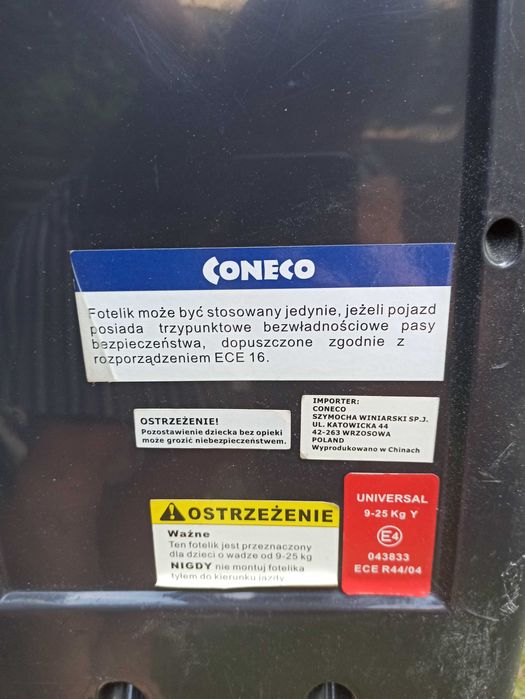 CONECO
Fotelik może być stosowany jedynie, jeżeli pojazd
posiada trzypunktowe bezwładnościowe pasy
bezpieczeństwa, dopuszczone zgodnie z
rozporządzeniem ECE 16.
OSTRZEŻENIE!
Pozostawienie dziecka bez opieki
może grozić niebezpieczeństwem.
IMPORTER:
CONECO
SZYMOCHA WINIARSKI SP.J.
UL. KATOWICKA 44
42-263 WRZOSOWA
POLAND
Wyprodukowano w Chinach
OSTRZEŻENIE
Ważne
Ten fotelik jest przeznaczony
dla dzieci o wadze od 9-25 kg
NIGDY nie montuj fotelika
tyłem do kierunku jazdy
UNIVERSAL
9-25 Kg Y
E4
043833
ECE R44/04